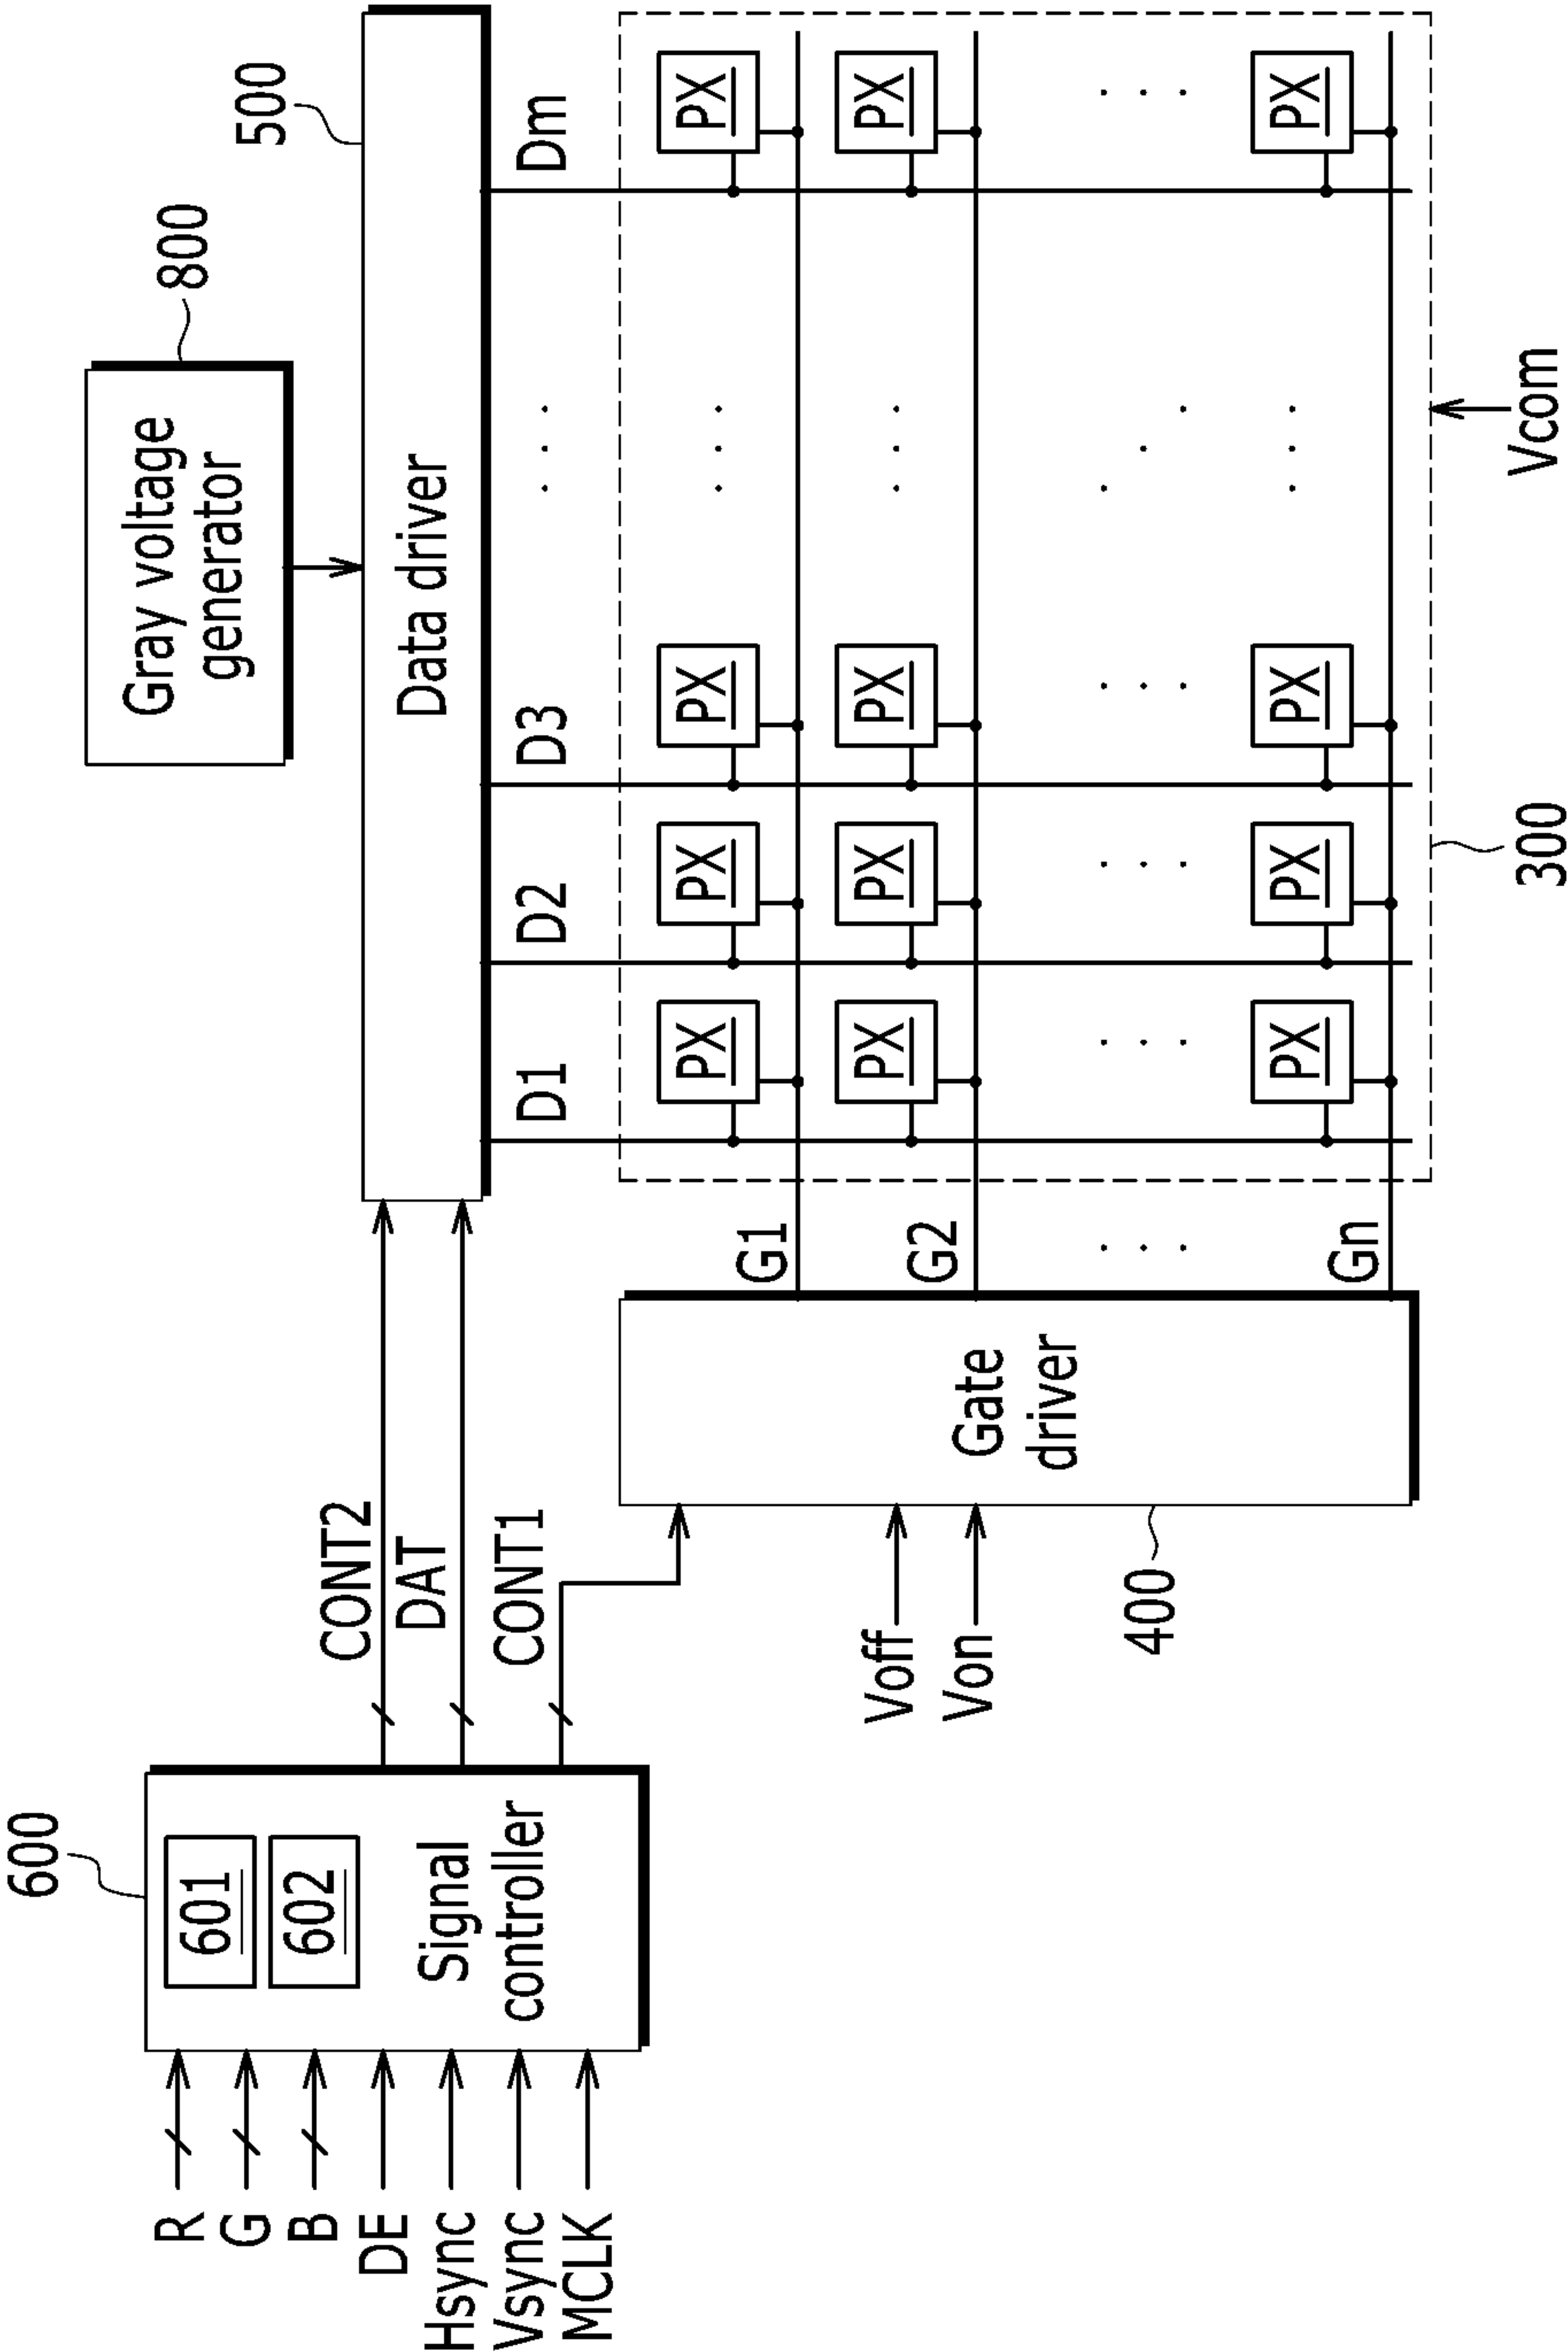 600
R
G
B
DE
Hsync
Vsync
MCLK
601
602
Signal
controller
CONT2
DAT
CONT1
Gray voltage
generator
800
500
Data driver
D1
D2
D3
Dm
Voff
Von
400
Gate
driver
G1
G2
Gn
PX
PX
PX
PX
PX
PX
PX
PX
PX
PX
PX
PX
300
Vcom